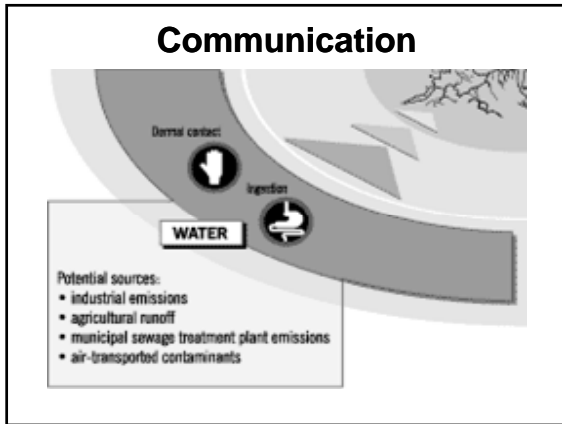 Communication
Dermal contact
Ingestion
WATER
Potential sources:
• industrial emissions
• agricultural runoff
• municipal sewage treatment plant emissions
• air-transported contaminants